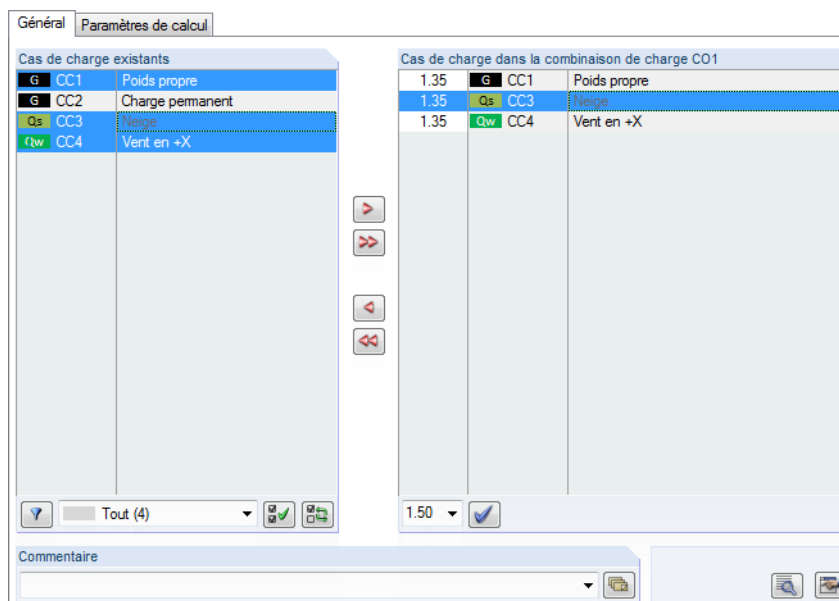 Général Paramètres de calcul
Cas de charge existants
G CC1 Poids propre
G CC2 Charge permanent
Qs CC3 Neige
Qw CC4 Vent en +X
Tout (4)
Cas de charge dans la combinaison de charge CO1
1.35 G CC1 Poids propre
1.35 Qs CC3 Neige
1.35 Qw CC4 Vent en +X
1.50
Commentaire